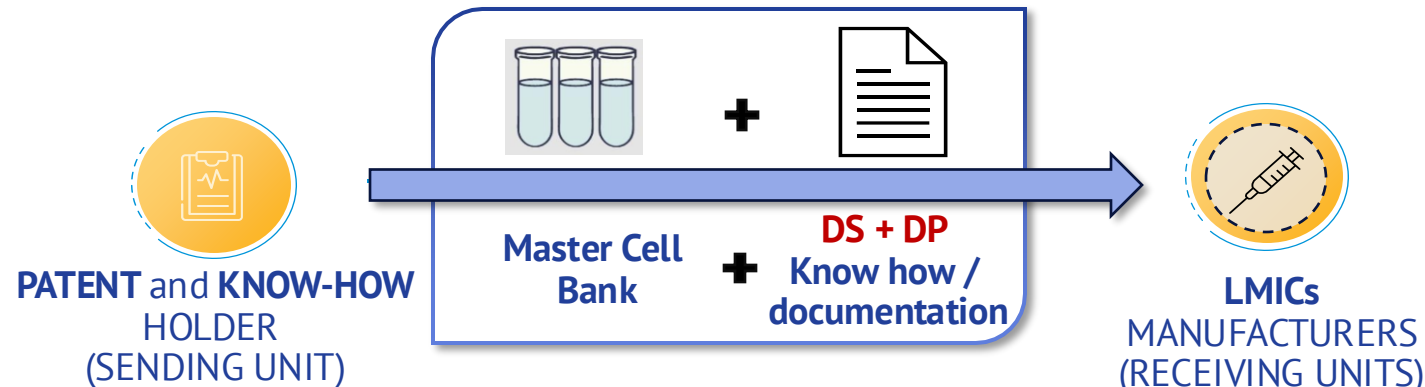 PATENT and KNOW-HOW
HOLDER
(SENDING UNIT)
Master Cell
Bank
DS + DP
Know how /
documentation
LMICs
MANUFACTURERS
(RECEIVING UNITS)